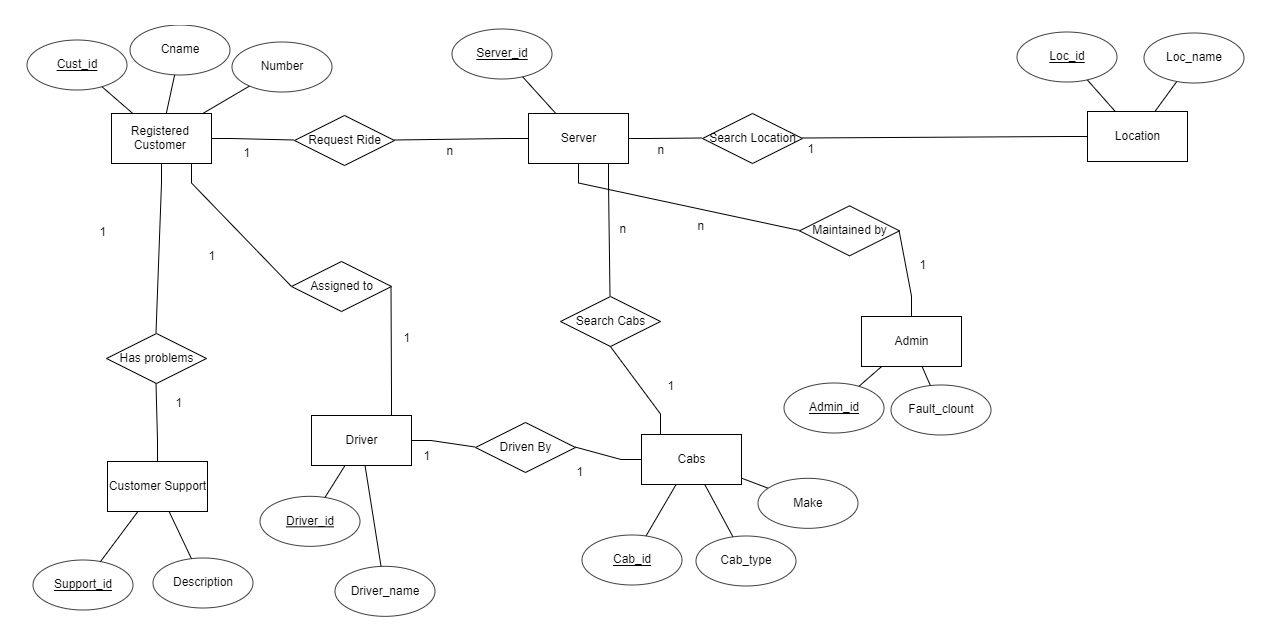 Cname
Cust_id
Number
Server_id
Loc_id
Loc_name
Registered
Customer
Request Ride
Server
Search Location
Location
1
n
n
1
1
1
n
n
Maintained by
1
Assigned to
Search Cabs
1
Admin
Has problems
1
1
Admin_id
Fault_clount
Driver
1
Driven By
1
Cabs
Customer Support
Make
Driver_id
Cab_id
Cab_type
Support_id
Description
Driver_name